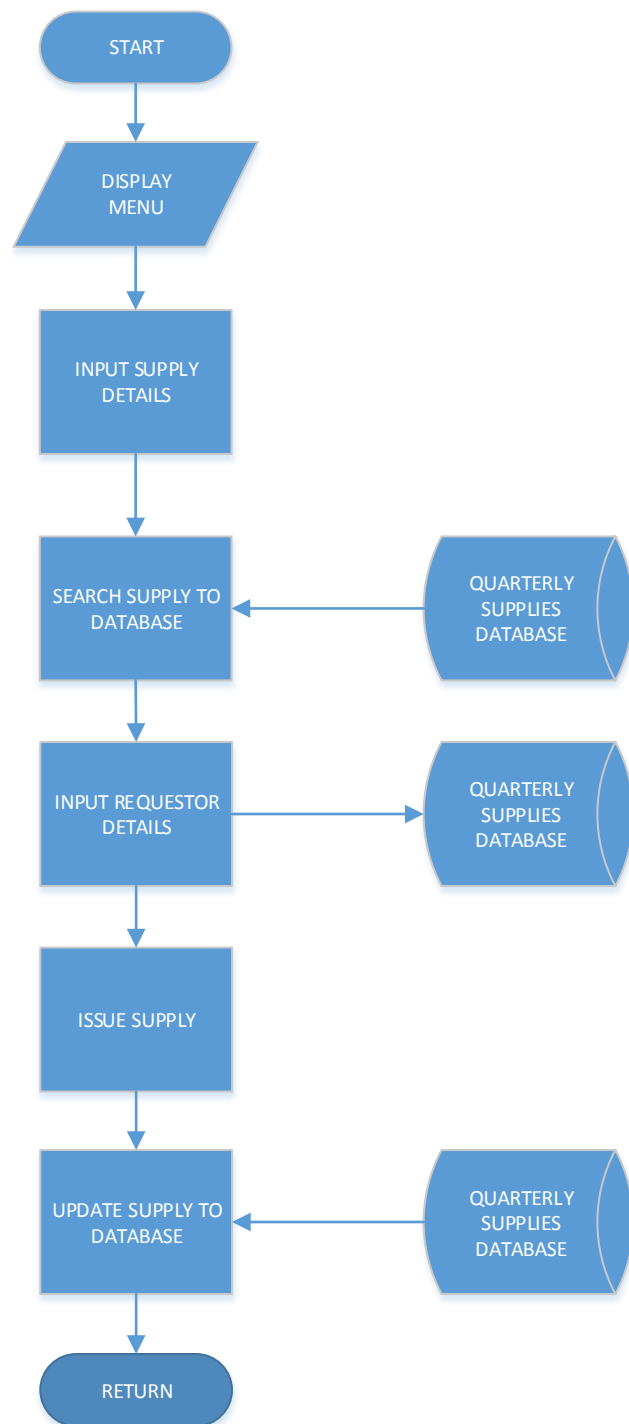 START
DISPLAY
MENU
INPUT SUPPLY
DETAILS
SEARCH SUPPLY TO
DATABASE
QUARTERLY
SUPPLIES
DATABASE
INPUT REQUESTOR
DETAILS
QUARTERLY
SUPPLIES
DATABASE
ISSUE SUPPLY
UPDATE SUPPLY TO
DATABASE
QUARTERLY
SUPPLIES
DATABASE
RETURN